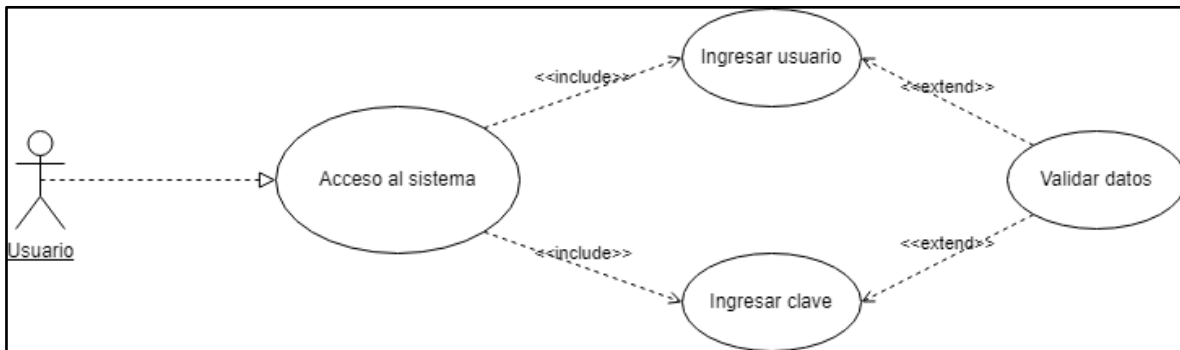 Ingresar usuario
<<include>>
<<extend>>
Acceso al sistema
Validar datos
Usuario
<<include>>
<<extend>>
Ingresar clave